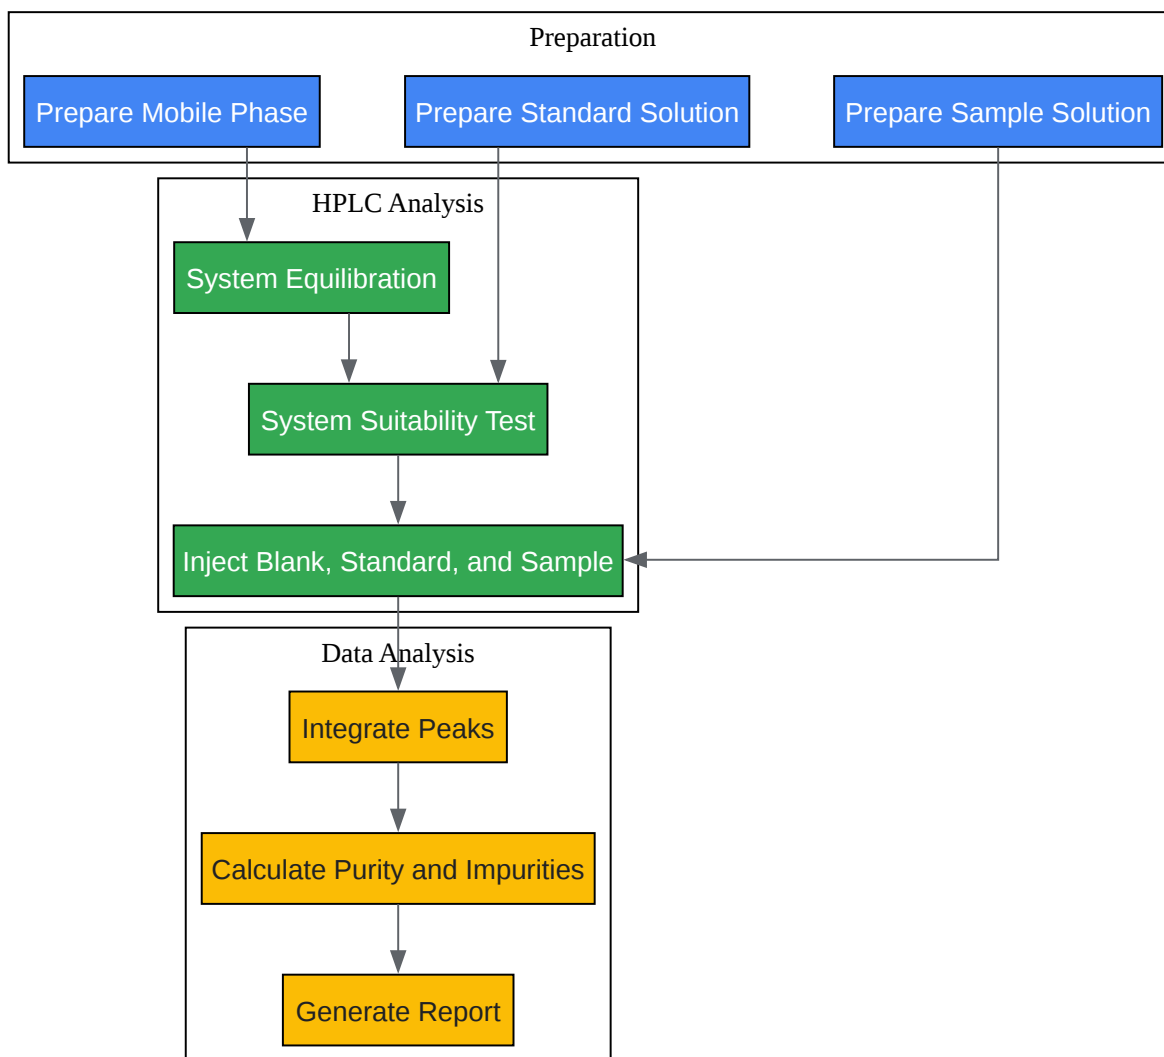 Preparation
Prepare Mobile Phase
Prepare Standard Solution
Prepare Sample Solution
HPLC Analysis
System Equilibration
System Suitability Test
Inject Blank, Standard, and Sample
Data Analysis
Integrate Peaks
Calculate Purity and Impurities
Generate Report